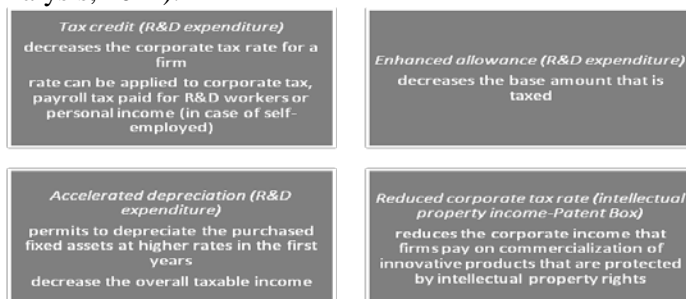 Tax credit (R&D expenditure)
decreases the corporate tax rate for a
firm
rate can be applied to corporate tax,
payroll tax paid for R&D workers or
personal income (in case of self-
employed)
Enhanced allowance (R&D expenditure)
decreases the base amount that is
taxed
Accelerated depreciation (R&D
expenditure)
permits to depreciate the purchased
fixed assets at higher rates in the first
years
decrease the overall taxable income
Reduced corporate tax rate (intellectual
property income-Patent Box)
reduces the corporate income that
firms pay on commercialization of
innovative products that are protected
by intellectual property rights